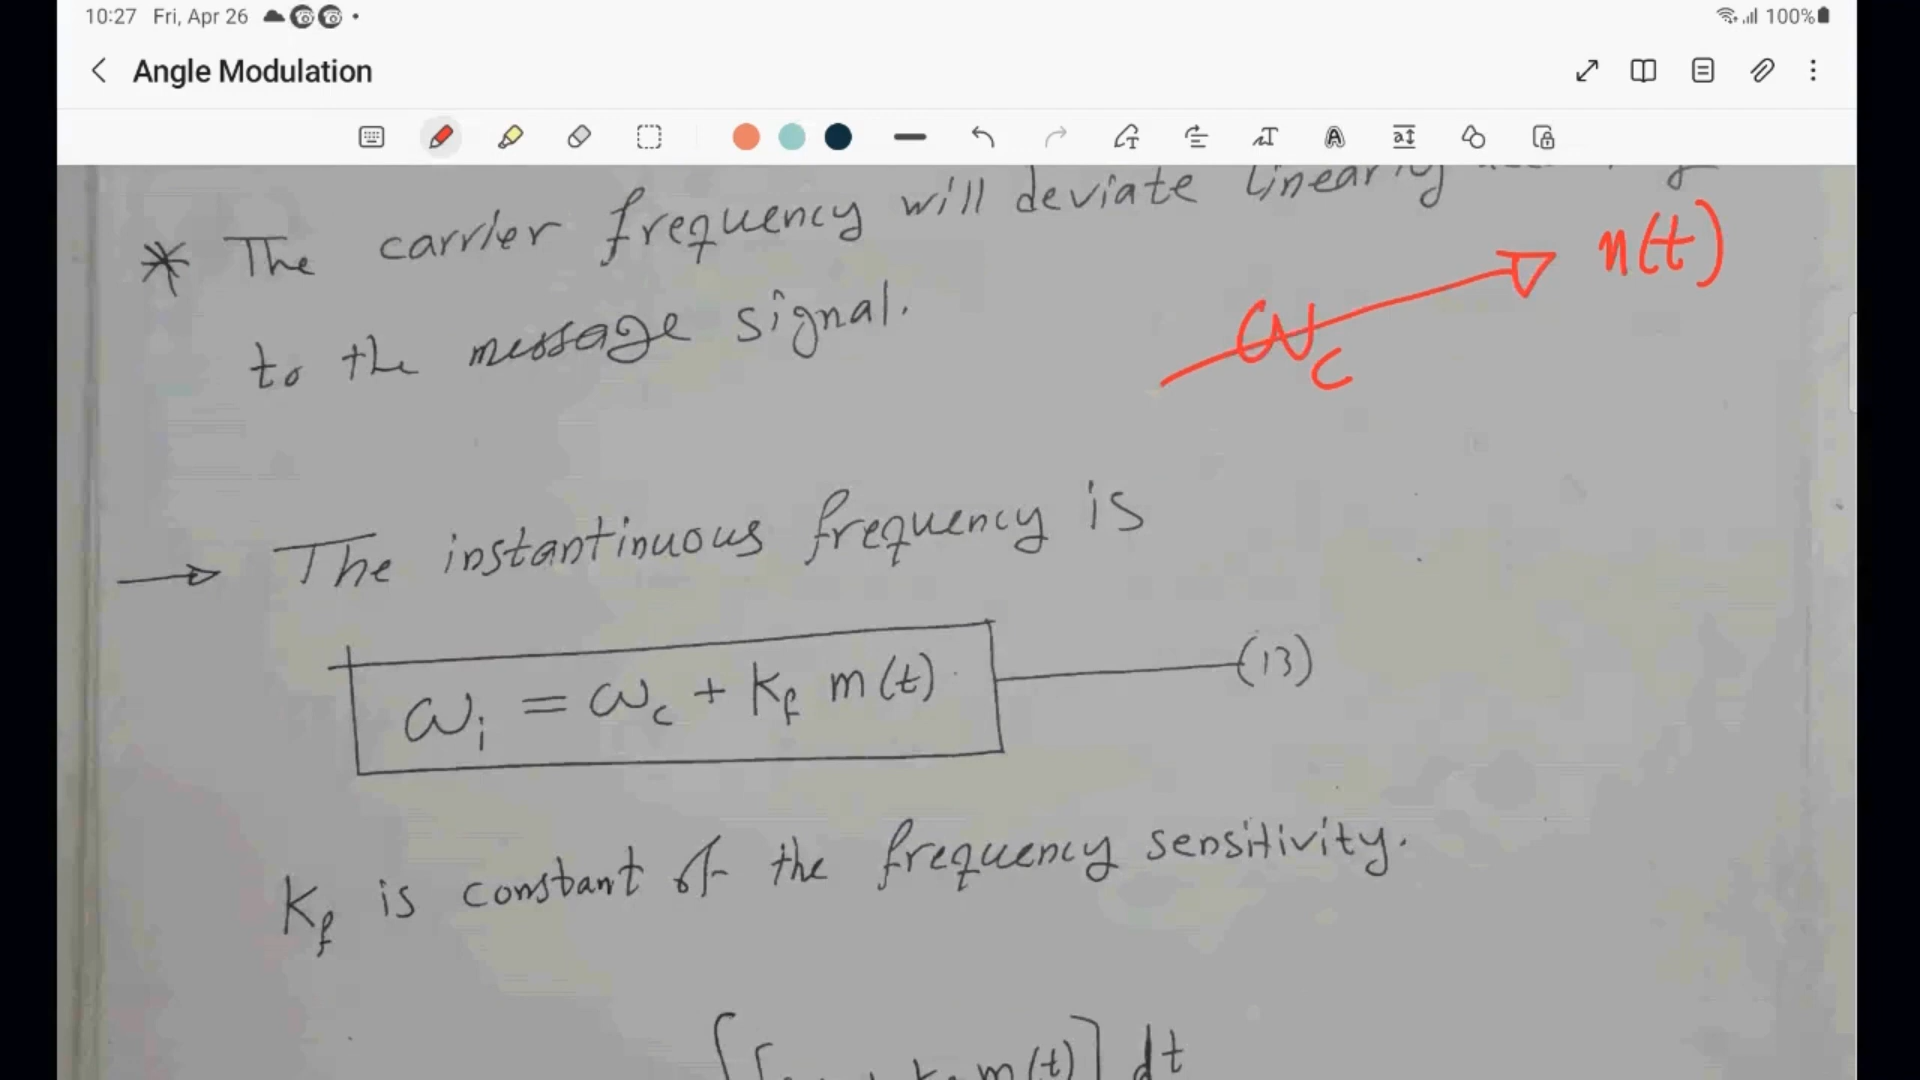 10:27 Fri, Apr 26
100%
Angle Modulation
* The carrier frequency will deviate linearly
to the message signal.
ω_c
m(t)
→ The instantinuous frequency is
ω_i = ω_c + k_f m(t) (13)
K_f is constant of the frequency sensitivity.
m(t)] dt